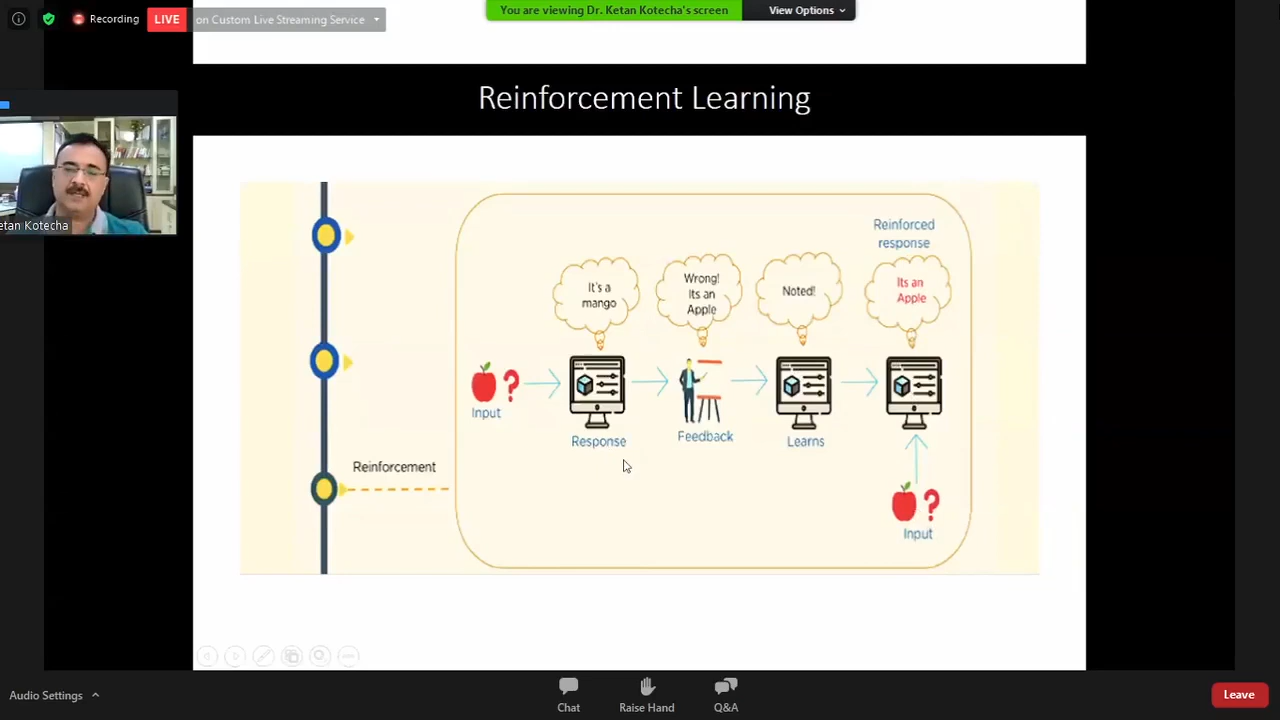 Recording
LIVE
on Custom Live Streaming Service
You are viewing Dr. Ketan Kotecha's screen
View Options
Reinforcement Learning
etan Kotecha
Reinforced
response
It's a
mango
Wrong!
Its an
Apple
Noted!
Its an
Apple
?
Input
Response
Feedback
Learns
Reinforcement
?
Input
Audio Settings
Chat
Raise Hand
Q&A
Leave